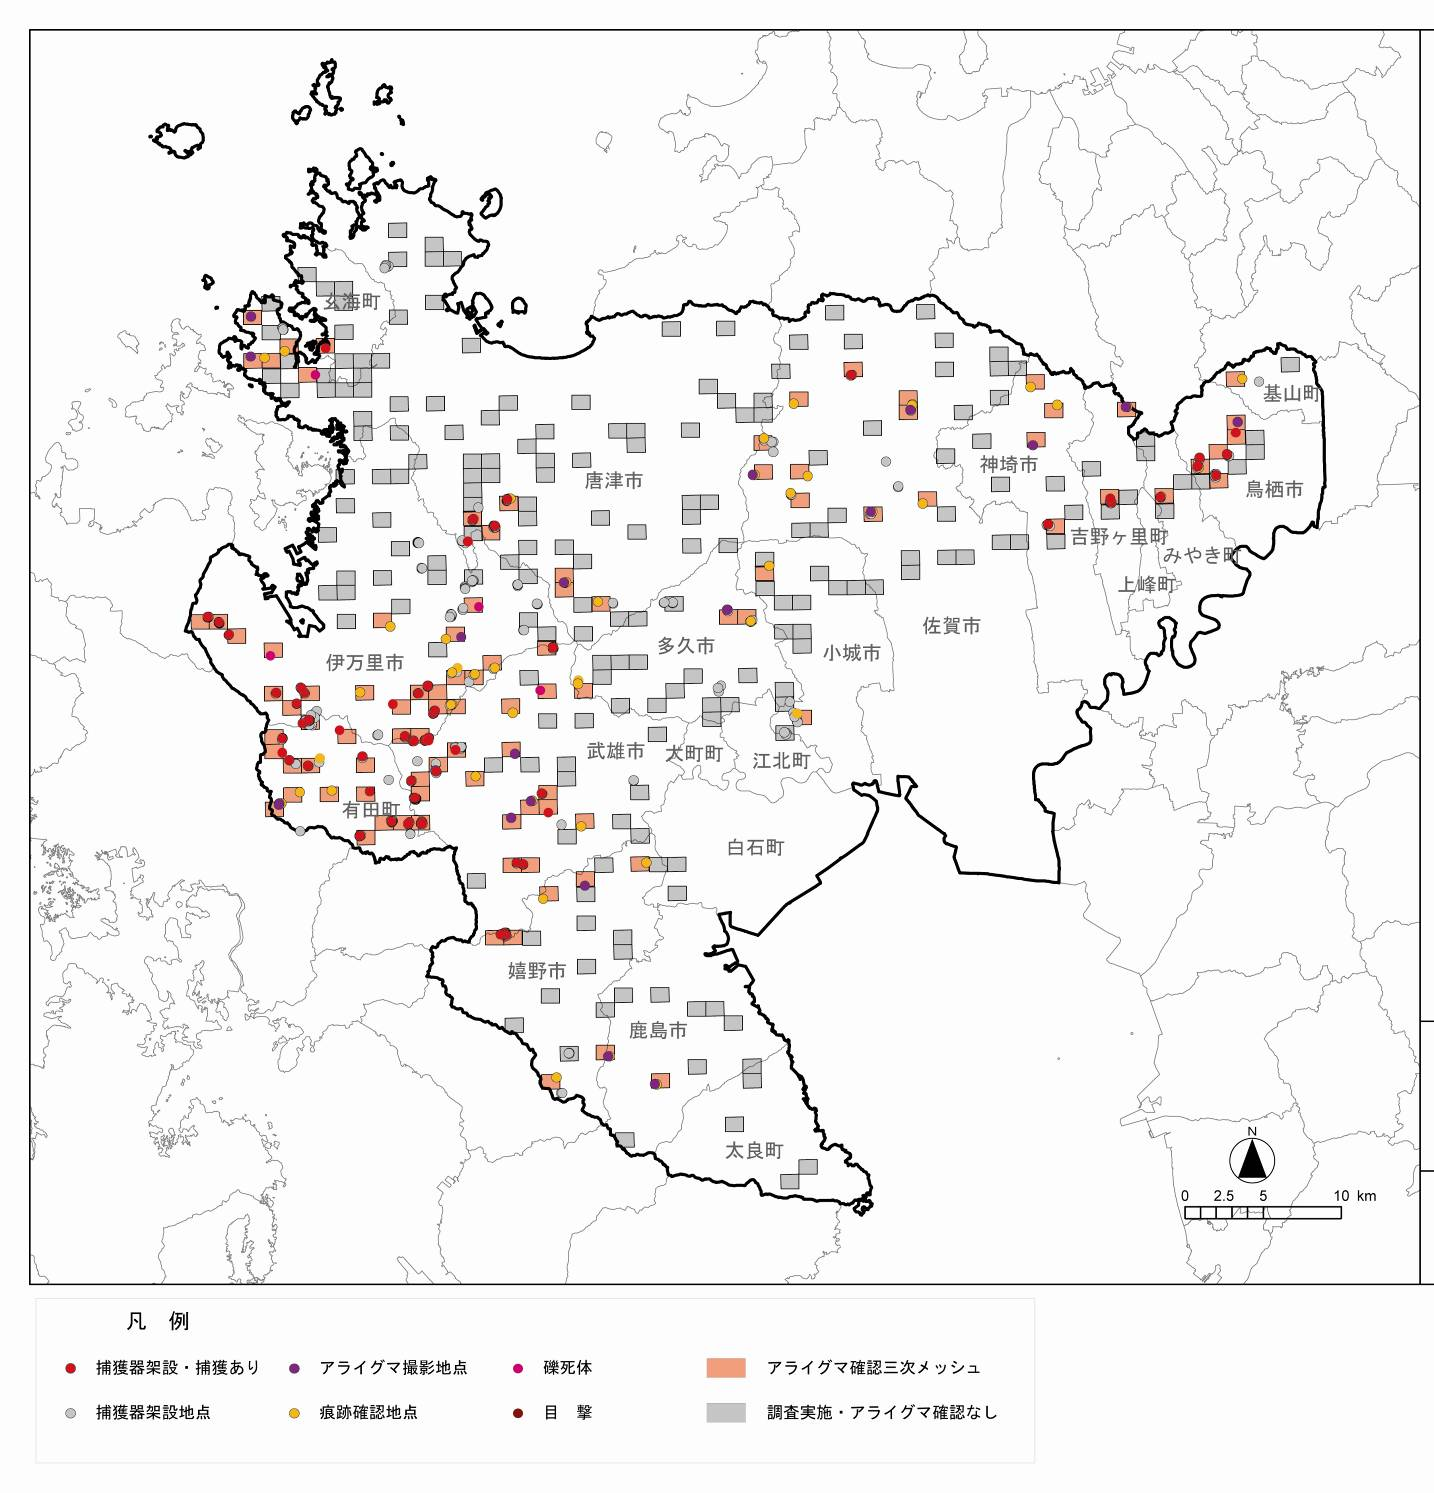 玄海町
基山町
唐津市
神埼市
鳥栖市
吉野ヶ里町
みやき町
上峰町
佐賀市
多久市
小城市
伊万里市
武雄市
大町町
江北町
有田町
白石町
嬉野市
鹿島市
太良町
N
0 2.5 5 10 km
凡 例
捕獲器架設・捕獲あり アライグマ撮影地点 礫死体 アライグマ確認三次メッシュ
捕獲器架設地点 痕跡確認地点 目 撃 調査実施・アライグマ確認なし